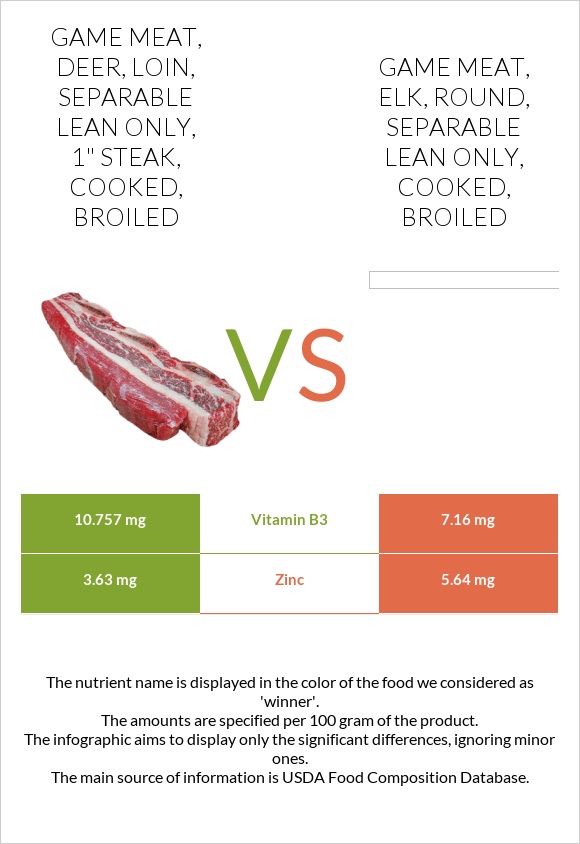 GAME MEAT,
DEER, LOIN,
SEPARABLE
LEAN ONLY,
1" STEAK,
COOKED,
BROILED
GAME MEAT,
ELK, ROUND,
SEPARABLE
LEAN ONLY,
COOKED,
BROILED
VS
10.757 mg Vitamin B3 7.16 mg
3.63 mg Zinc 5.64 mg
The nutrient name is displayed in the color of the food we considered as
'winner'.
The amounts are specified per 100 gram of the product.
The infographic aims to display only the significant differences, ignoring minor
ones.
The main source of information is USDA Food Composition Database.